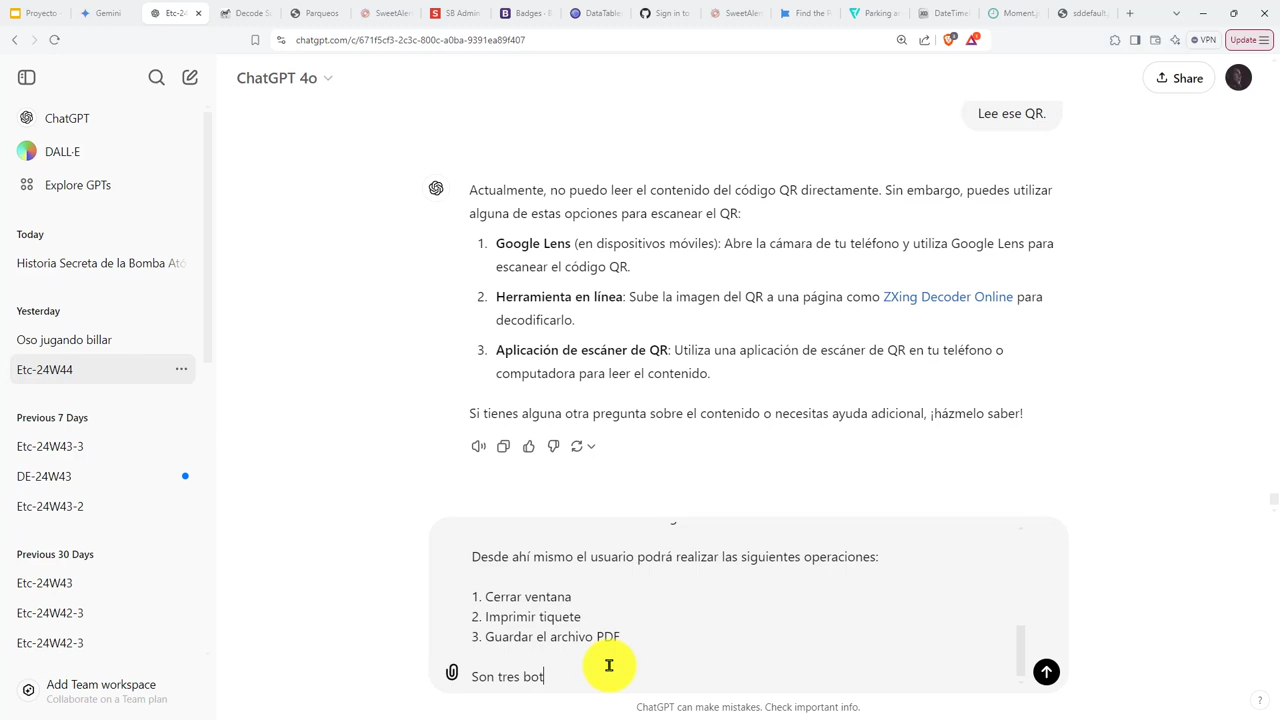 Proyecto
Gemini
Etc-24
Decode S
Parqueos
SweetAler
SB Admin
Badges - B
DataTable
Sign in to
SweetAler
Find the P
Parking a
DateTime
Moment.j
sddefault.
chatgpt.com/c/671f5cf3-2c3c-800c-a0ba-9391ea89f407
VPN
Update
ChatGPT 4o
Share
ChatGPT
DALL·E
Explore GPTs
Today
Historia Secreta de la Bomba Ató
Yesterday
Oso jugando billar
Etc-24W44
Previous 7 Days
Etc-24W43-3
DE-24W43
Etc-24W43-2
Previous 30 Days
Etc-24W43
Etc-24W42-3
Etc-24W42-3
Add Team workspace
Collaborate on a Team plan
Lee ese QR.
Actualmente, no puedo leer el contenido del código QR directamente. Sin embargo, puedes utilizar
alguna de estas opciones para escanear el QR:
1. Google Lens (en dispositivos móviles): Abre la cámara de tu teléfono y utiliza Google Lens para
escanear el código QR.
2. Herramienta en línea: Sube la imagen del QR a una página como ZXing Decoder Online para
decodificarlo.
3. Aplicación de escáner de QR: Utiliza una aplicación de escáner de QR en tu teléfono o
computadora para leer el contenido.
Si tienes alguna otra pregunta sobre el contenido o necesitas ayuda adicional, ¡házmelo saber!
Desde ahí mismo el usuario podrá realizar las siguientes operaciones:
1. Cerrar ventana
2. Imprimir tiquete
3. Guardar el archivo PDF
Son tres bot
ChatGPT can make mistakes. Check important info.
?